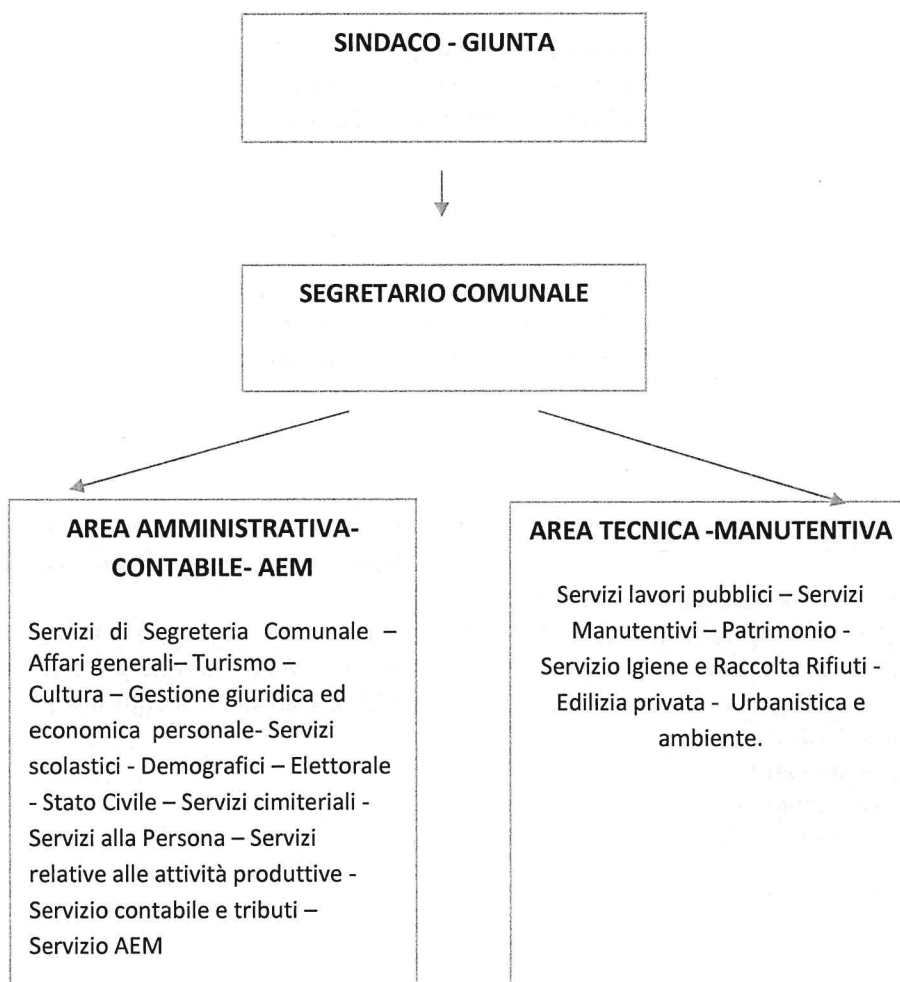 SINDACO - GIUNTA
SEGRETARIO COMUNALE
AREA AMMINISTRATIVA-
CONTABILE- AEM
Servizi di Segreteria Comunale –
Affari generali– Turismo –
Cultura – Gestione giuridica ed
economica personale- Servizi
scolastici - Demografici – Elettorale
- Stato Civile – Servizi cimiteriali -
Servizi alla Persona – Servizi
relative alle attività produttive -
Servizio contabile e tributi –
Servizio AEM
AREA TECNICA -MANUTENTIVA
Servizi lavori pubblici – Servizi
Manutentivi – Patrimonio -
Servizio Igiene e Raccolta Rifiuti -
Edilizia privata - Urbanistica e
ambiente.